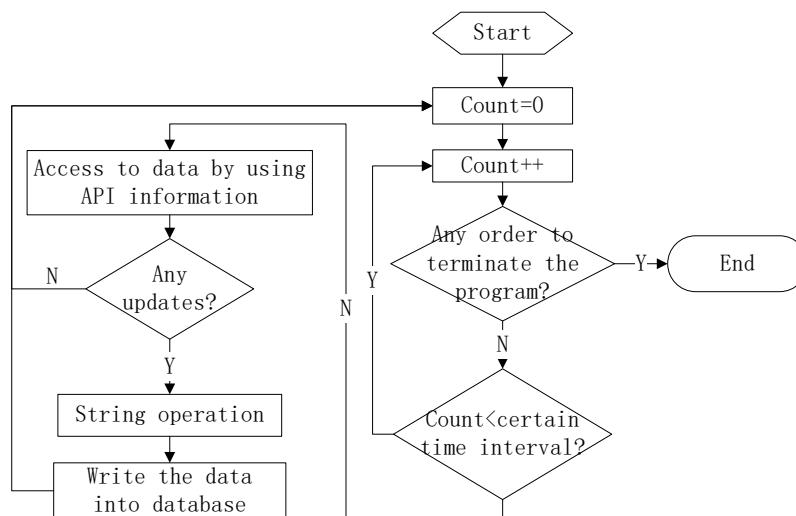 Start
Count=0
Count++
Any order to
terminate the
program?
Y
End
N
Y
Count<certain
time interval?
N
Access to data by using
API information
Any
updates?
N
Y
String operation
Write the data
into database